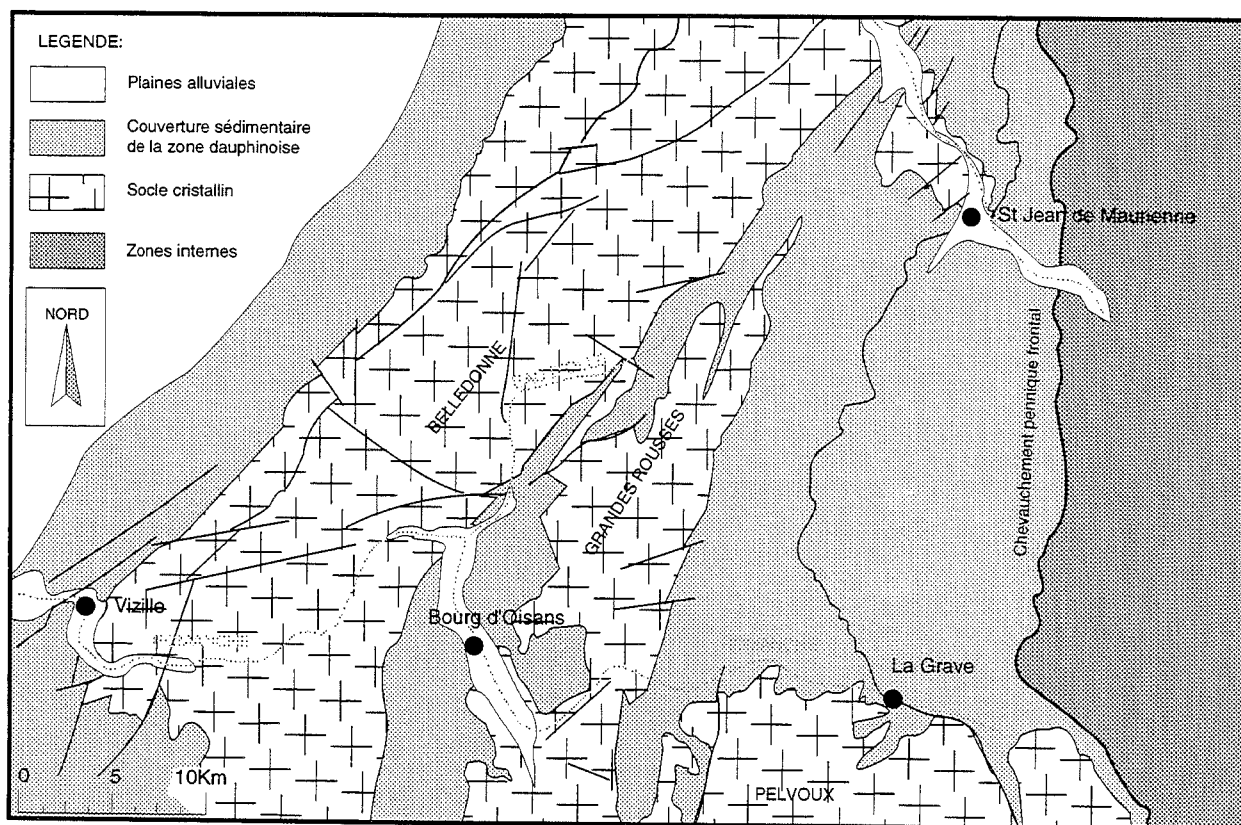 LEGENDE:
Plaines alluviales
Couverture sédimentaire
de la zone dauphinoise
Socle cristallin
Zones internes
NORD
St Jean de Maurienne
BELLEDONNE
GRANDES ROUSSES
Chevauchement pennique frontal
Vizille
Bourg d'Oisans
La Grave
PELVOUX
0 5 10Km